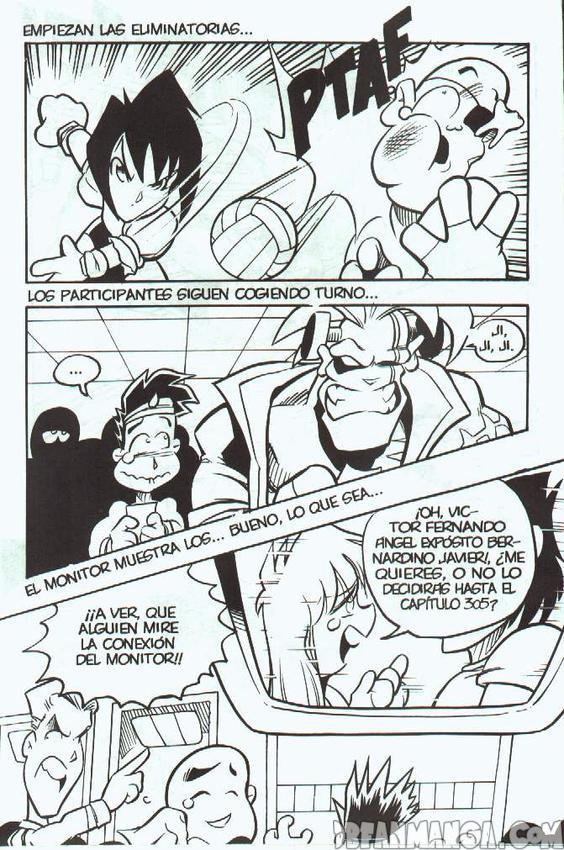 EMPIEZAN LAS ELIMINATORIAS...
PTAF
LOS PARTICIPANTES SIGUEN COGIENDO TURNO...
...
JI,
JI, JI.
EL MONITOR MUESTRA LOS... BUENO, LO QUE SEA...
¡OH, VIC-
TOR FERNANDO
ANGEL EXPÓSITO BER-
NARDINO JAVIER!, ¿ME
QUIERES, O NO LO
DECIDIRÁS HASTA EL
CAPÍTULO 305?
¡¡A VER, QUE
ALGUIEN MIRE
LA CONEXIÓN
DEL MONITOR!!
SUBMANGA.COM